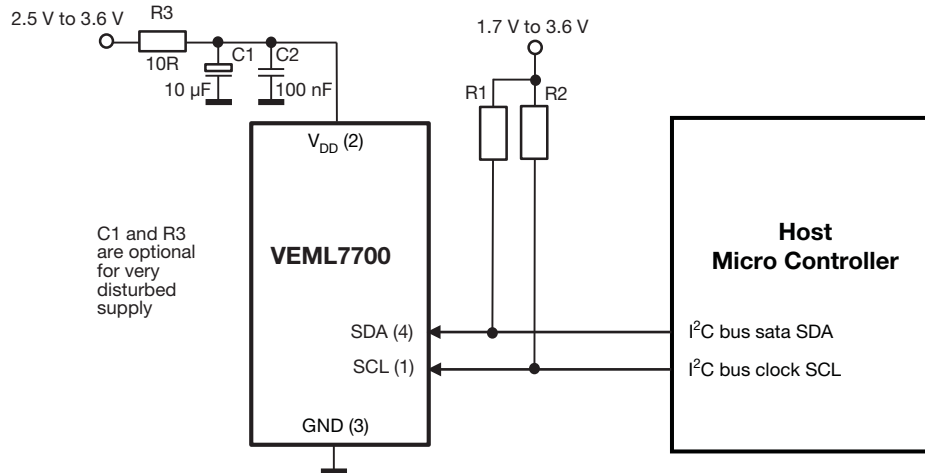 2.5 V to 3.6 V
R3
10R
C1
10 µF
C2
100 nF
1.7 V to 3.6 V
R1
R2
V_DD (2)
C1 and R3
are optional
for very
disturbed
supply
VEML7700
SDA (4)
SCL (1)
GND (3)
Host
Micro Controller
I²C bus sata SDA
I²C bus clock SCL